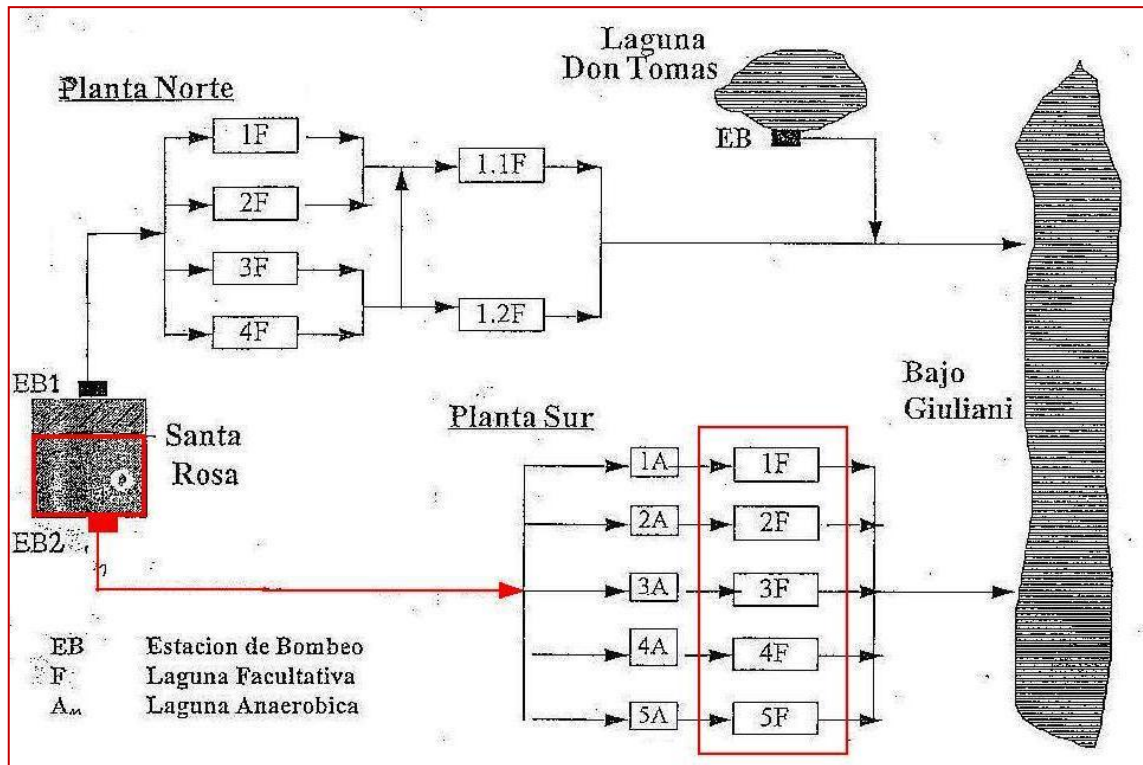 Planta Norte
1F
2F
3F
4F
1.1F
1.2F
Laguna
Don Tomas
EB
EB1
Santa
Rosa
EB2
Planta Sur
1A
1F
2A
2F
3A
3F
4A
4F
5A
5F
Bajo
Giuliani
EB Estacion de Bombeo
F Laguna Facultativa
A Laguna Anaerobica